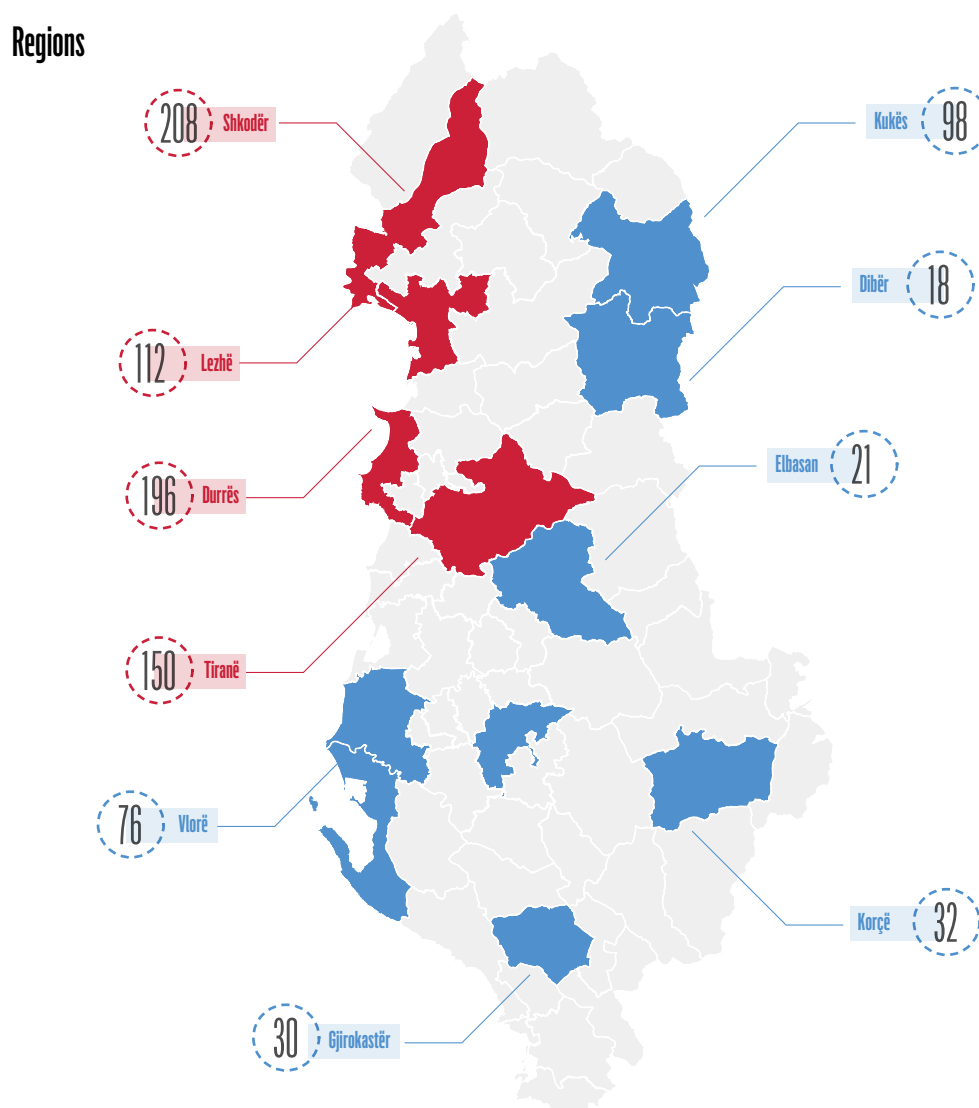 Regions
208 Shkodër
Kukës 98
Dibër 18
112 Lezhë
Elbasan 21
196 Durrës
150 Tiranë
76 Vlorë
Korçë 32
30 Gjirokastër